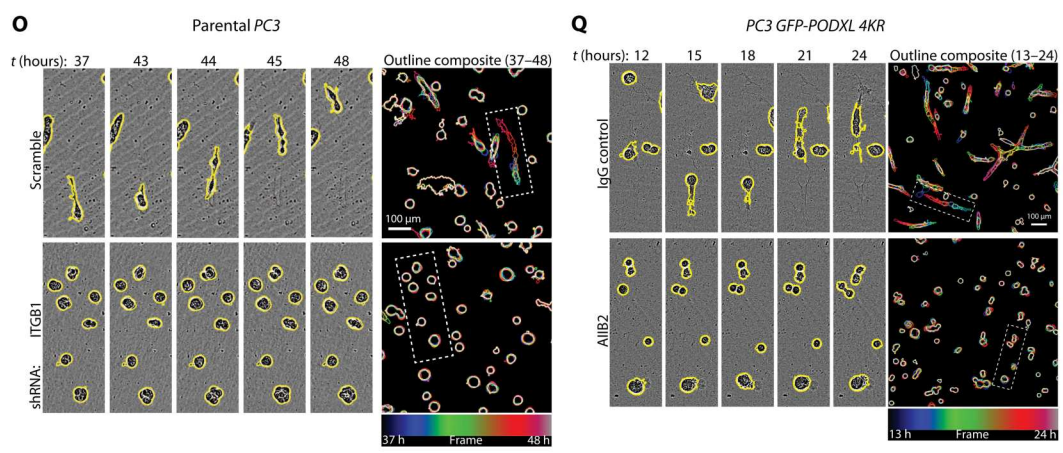 O
Parental PC3
t (hours): 37 43 44 45 48 Outline composite (37–48)
Scramble
100 µm
shRNA: ITGB1
37 h Frame 48 h
Q
PC3 GFP-PODXL 4KR
t (hours): 12 15 18 21 24 Outline composite (13–24)
IgG control
100 µm
AIIB2
13 h Frame 24 h